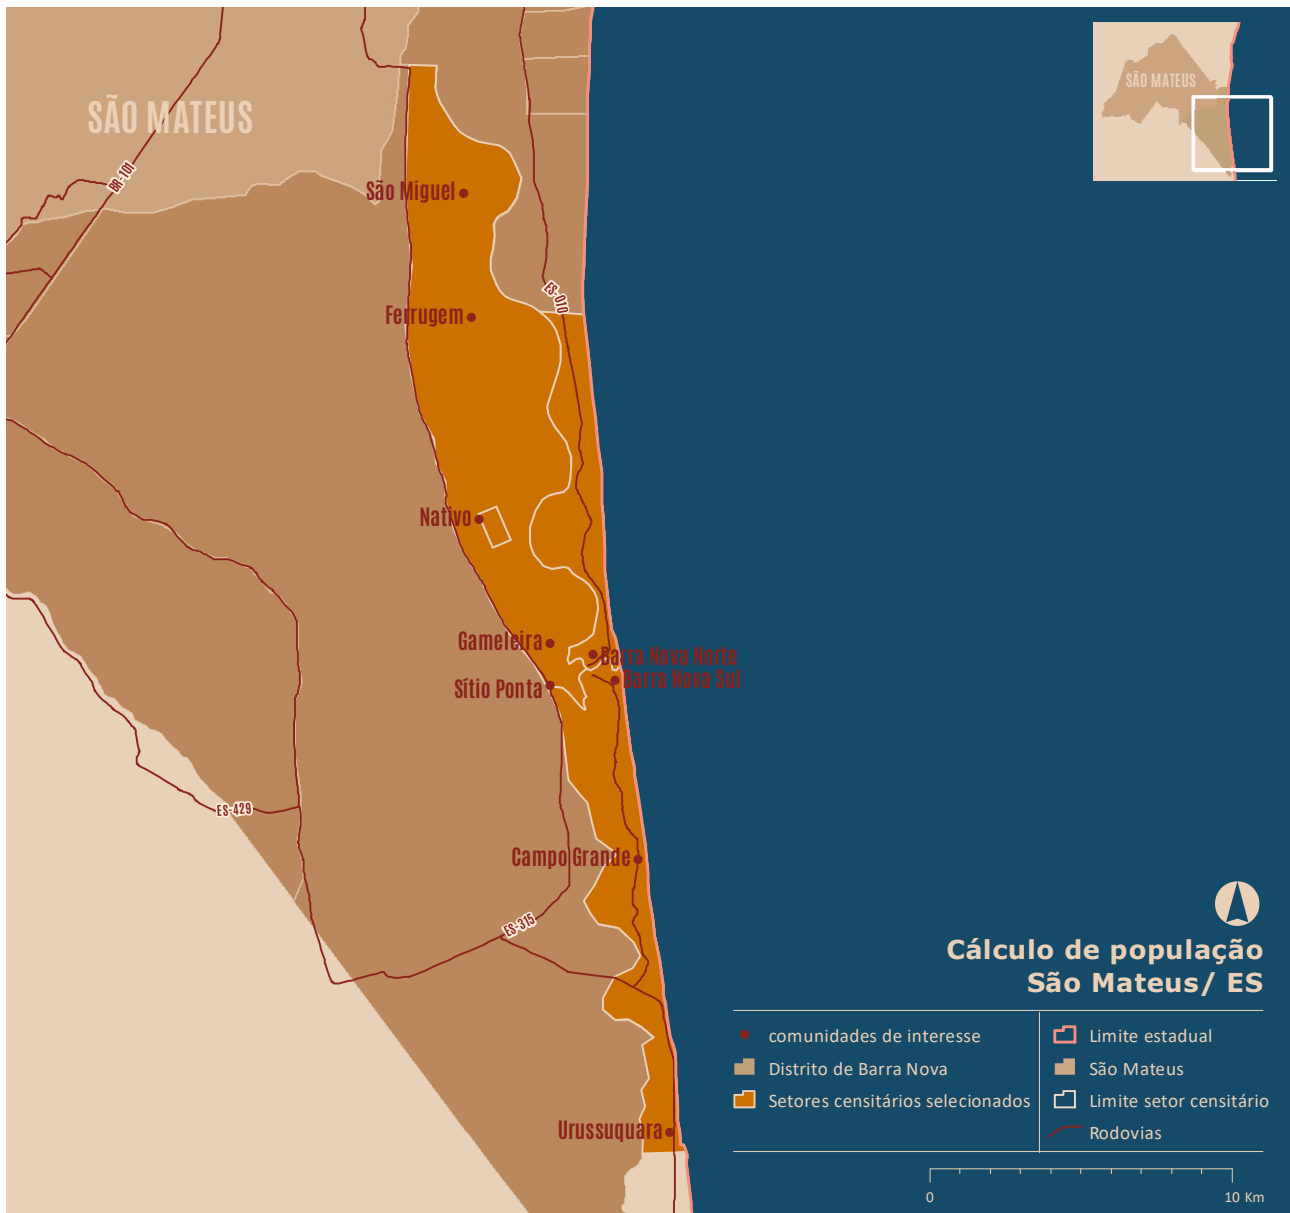 SÃO MATEUS
SÃO MATEUS
BR-101
São Miguel
ES-010
Ferrugem
Nativo
Gameleira
Barra Nova Norte
Barra Nova Sul
Sítio Ponta
ES-429
Campo Grande
ES-315
Urussuquara
Cálculo de população
São Mateus/ ES
comunidades de interesse
Distrito de Barra Nova
Setores censitários selecionados
Limite estadual
São Mateus
Limite setor censitário
Rodovias
0 10 Km